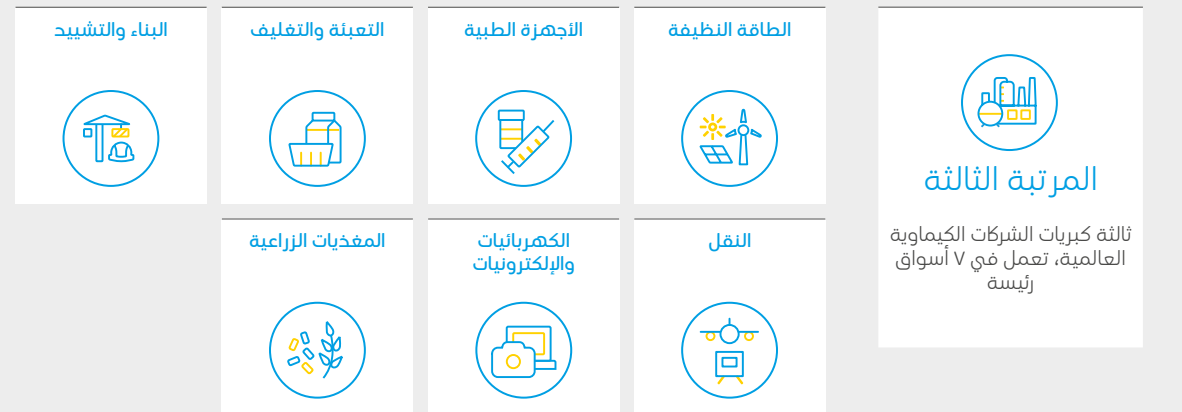 المرتبة الثالثة
ثالثة كبريات الشركات الكيماوية
العالمية، تعمل في ٧ أسواق
رئيسة
الطاقة النظيفة
الأجهزة الطبية
التعبئة والتغليف
البناء والتشييد
النقل
الكهربائيات
والإلكترونيات
المغذيات الزراعية